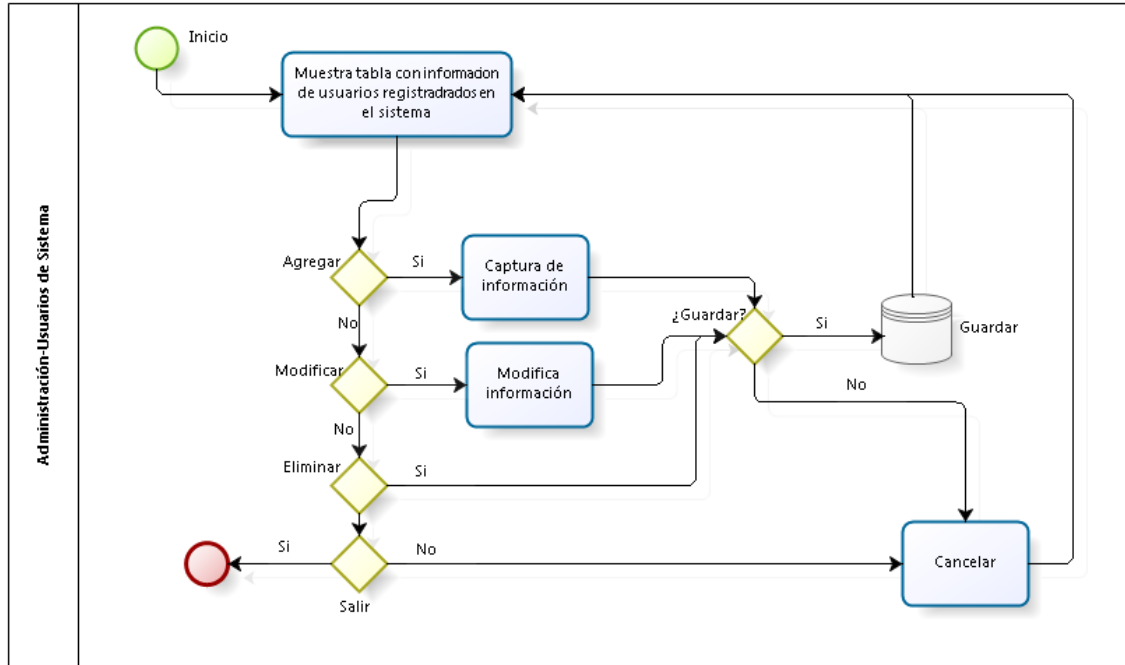 Administración-Usuarios de Sistema
Inicio
Muestra tabla con informacion
de usuarios registradrados en
el sistema
Agregar
Si
Captura de
información
¿Guardar?
Si
Guardar
No
Modificar
Si
Modifica
información
No
No
Eliminar
Si
Si
No
Cancelar
Salir